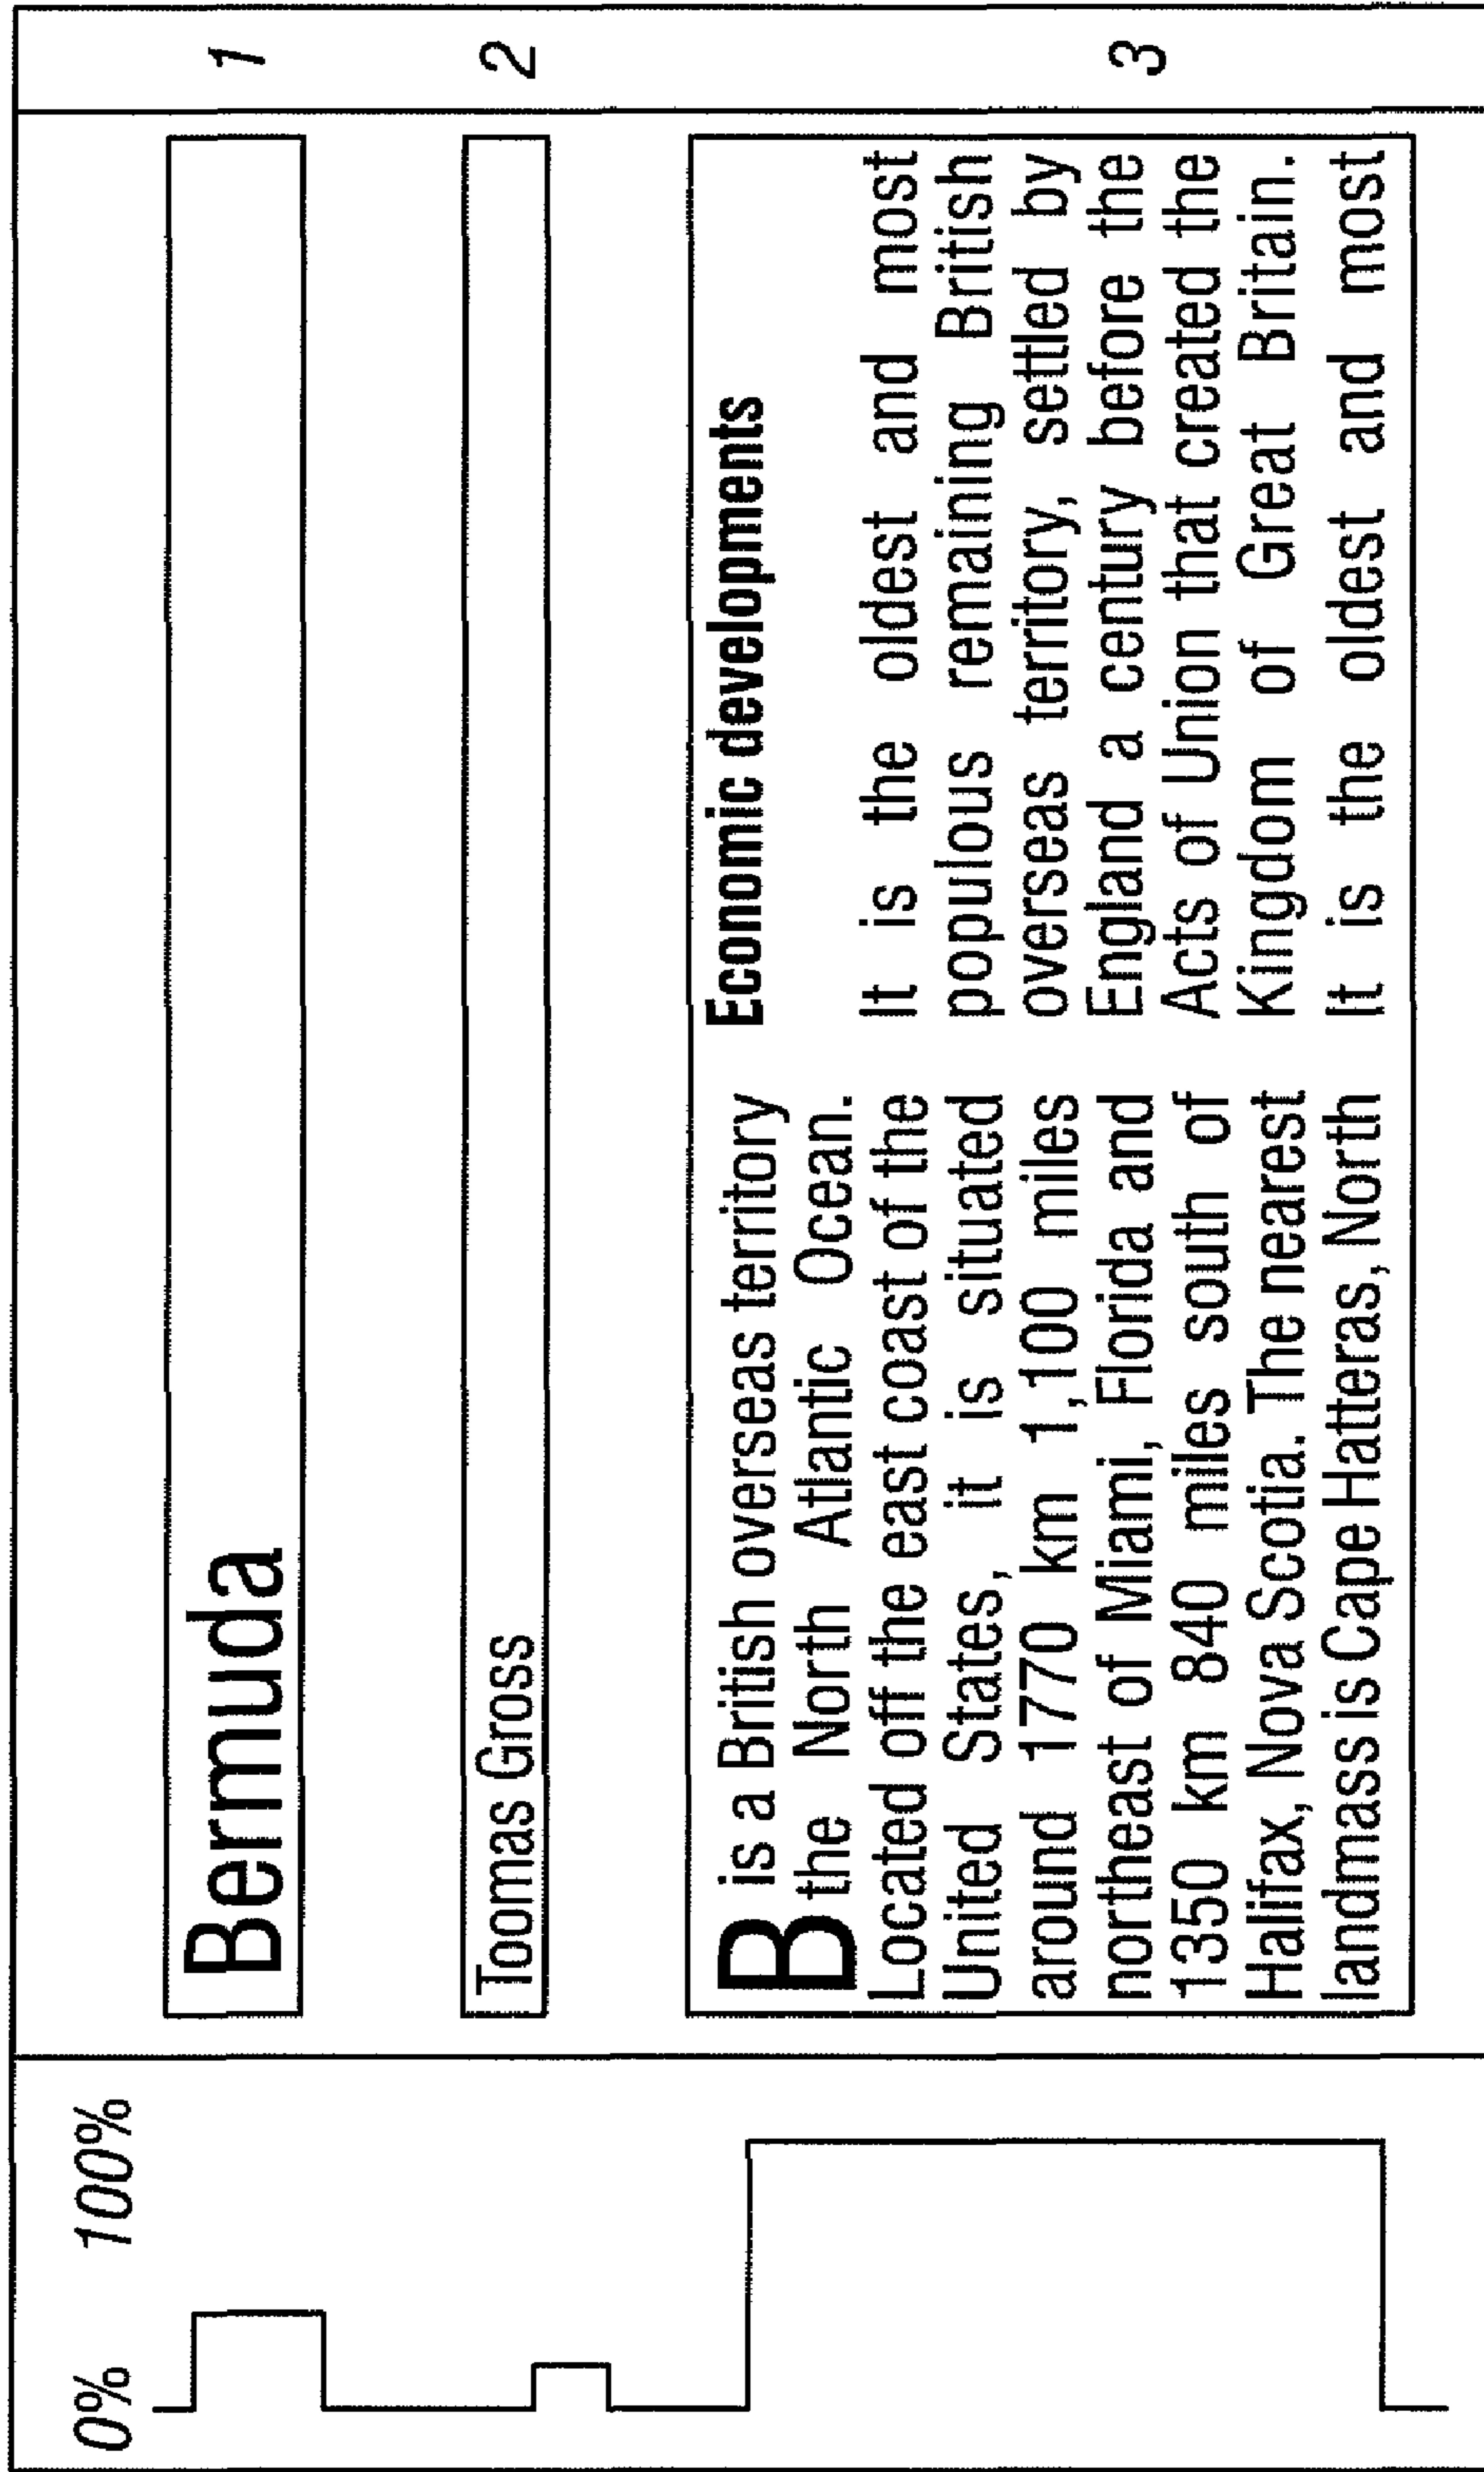 0% 100%
Bermuda
1
Toomas Gross
2
B is a British overseas territory
the North Atlantic Ocean.
Located off the east coast of the
United States, it is situated
around 1770 km 1,100 miles
northeast of Miami, Florida and
1350 km 840 miles south of
Halifax, Nova Scotia. The nearest
landmass is Cape Hatteras, North
Economic developments
It is the oldest and most
populous remaining British
overseas territory, settled by
England a century before the
Acts of Union that created the
Kingdom of Great Britain.
It is the oldest and most
3